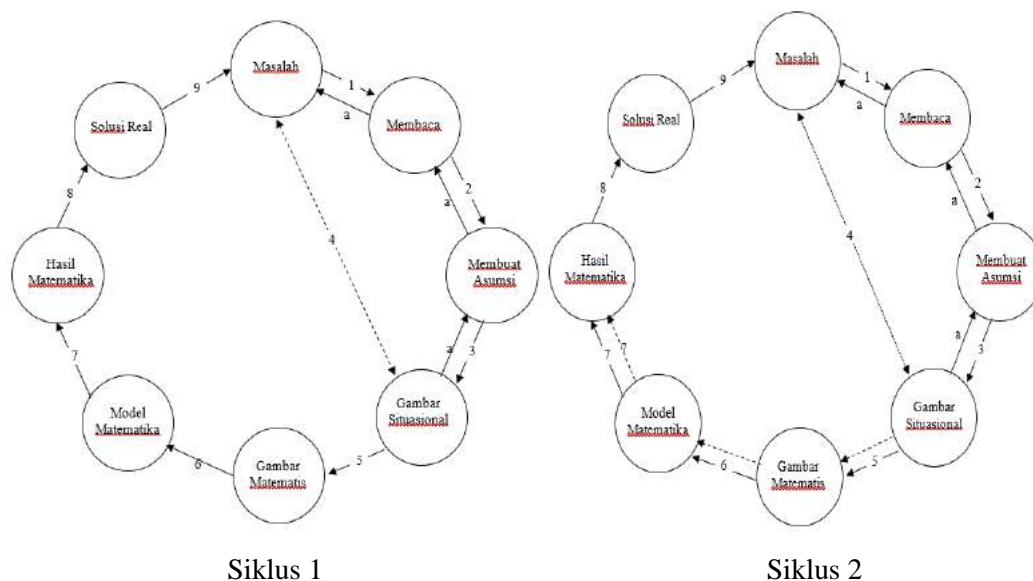 Masalah
1
a
Membaca
2
a
Membuat
Asumsi
3
a
Gambar
Situasional
4
5
Gambar
Matematis
6
Model
Matematika
7
Hasil
Matematika
8
Solusi Real
9
Siklus 1
Masalah
1
a
Membaca
2
a
Membuat
Asumsi
3
a
Gambar
Situasional
4
5
Gambar
Matematis
6
Model
Matematika
7
7
Hasil
Matematika
8
Solusi Real
9
Siklus 2